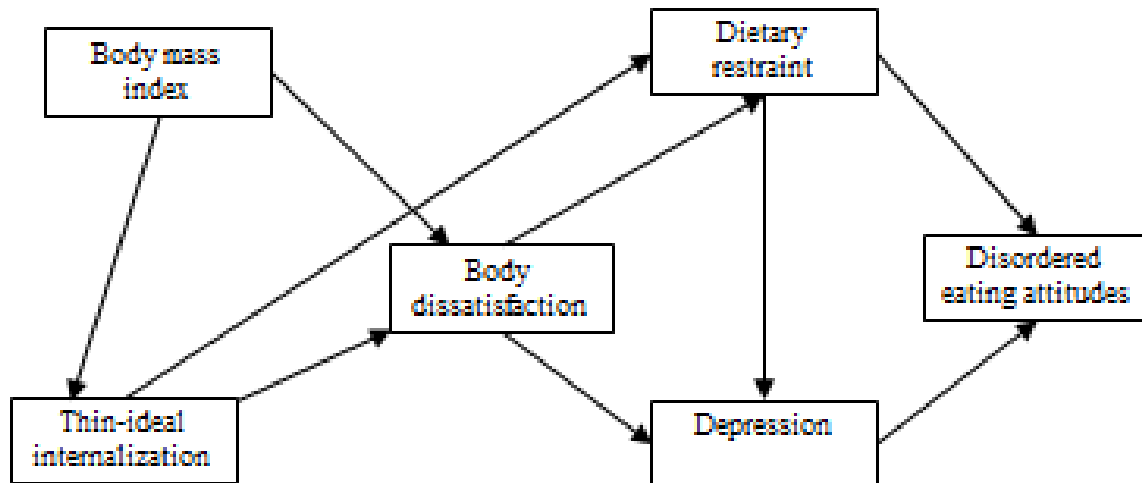 Body mass
index
Dietary
restraint
Body
dissatisfaction
Disordered
eating attitudes
Thin-ideal
internalization
Depression